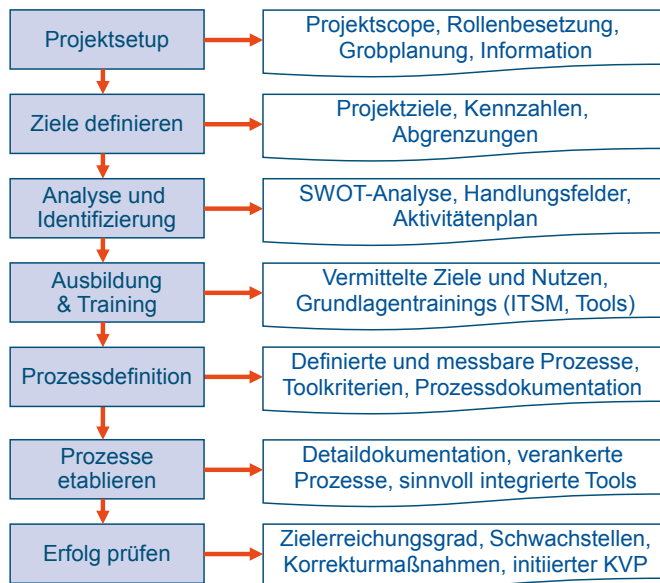 Projektsetup
Projektscope, Rollenbesetzung,
Grobplanung, Information
Ziele definieren
Projektziele, Kennzahlen,
Abgrenzungen
Analyse und
Identifizierung
SWOT-Analyse, Handlungsfelder,
Aktivitätenplan
Ausbildung
& Training
Vermittelte Ziele und Nutzen,
Grundlagentrainings (ITSM, Tools)
Prozessdefinition
Definierte und messbare Prozesse,
Toolkriterien, Prozessdokumentation
Prozesse
etablieren
Detaildokumentation, verankerte
Prozesse, sinnvoll integrierte Tools
Erfolg prüfen
Zielerreichungsgrad, Schwachstellen,
Korrekturmaßnahmen, initiierter KVP